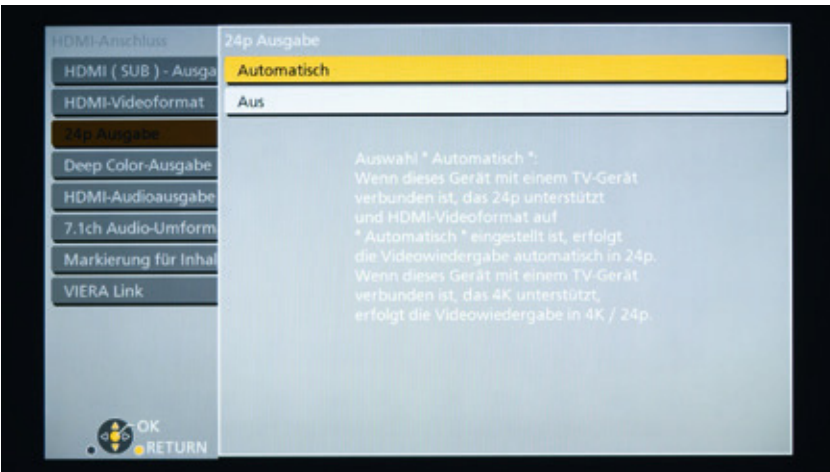 HDMI-Anschluss
HDMI ( SUB ) - Ausga
HDMI-Videoformat
24p Ausgabe
Deep Color-Ausgabe
HDMI-Audioausgabe
7.1ch Audio-Umform
Markierung für Inhal
VIERA Link
OK
RETURN
24p Ausgabe
Automatisch
Aus
Auswahl " Automatisch ":
Wenn dieses Gerät mit einem TV-Gerät
verbunden ist, das 24p unterstützt
und HDMI-Videoformat auf
" Automatisch " eingestellt ist, erfolgt
die Videowiedergabe automatisch in 24p.
Wenn dieses Gerät mit einem TV-Gerät
verbunden ist, das 4K unterstützt,
erfolgt die Videowiedergabe in 4K / 24p.